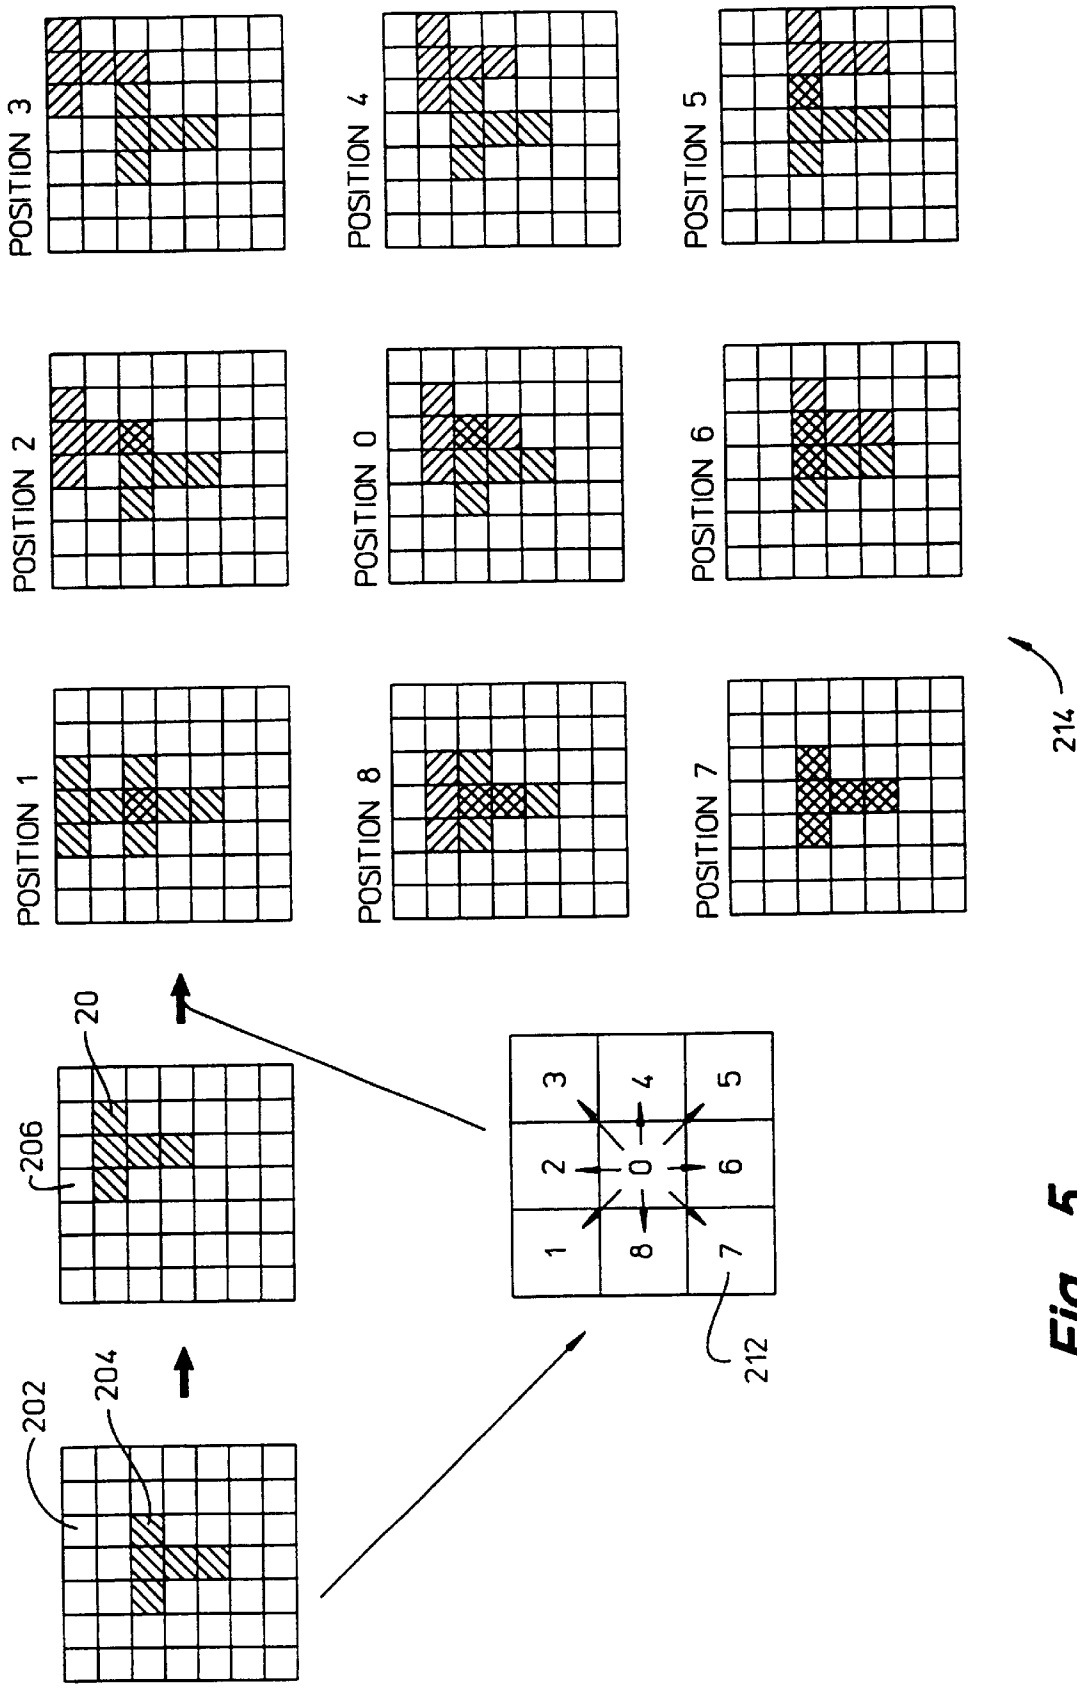 202
204
206
20
POSITION 1
POSITION 2
POSITION 3
POSITION 8
POSITION 0
POSITION 4
POSITION 7
POSITION 6
POSITION 5
1 2 3
8 0 4
7 6 5
212
214
Fig. 5